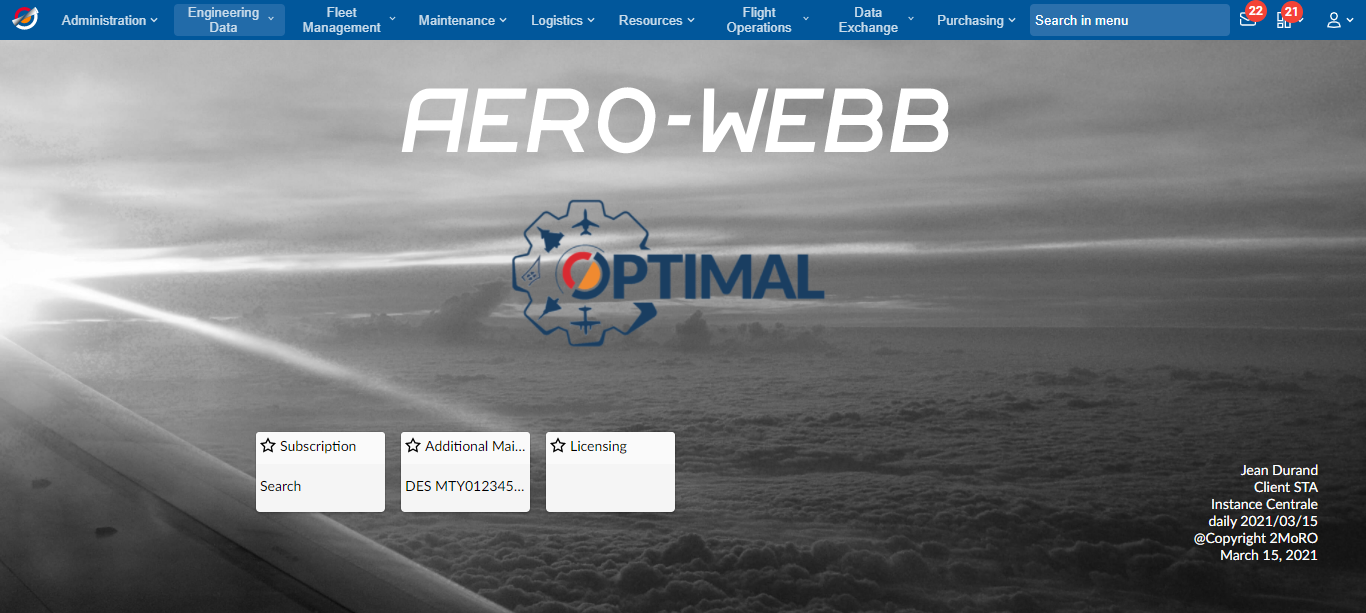 Administration
Engineering
Data
Fleet
Management
Maintenance
Logistics
Resources
Flight
Operations
Data
Exchange
Purchasing
Search in menu
22
21
AERO-WEBB
OPTIMAL
Subscription
Additional Mai...
Licensing
Search
DES MTY012345...
Jean Durand
Client STA
Instance Centrale
daily 2021/03/15
@Copyright 2MoRO
March 15, 2021